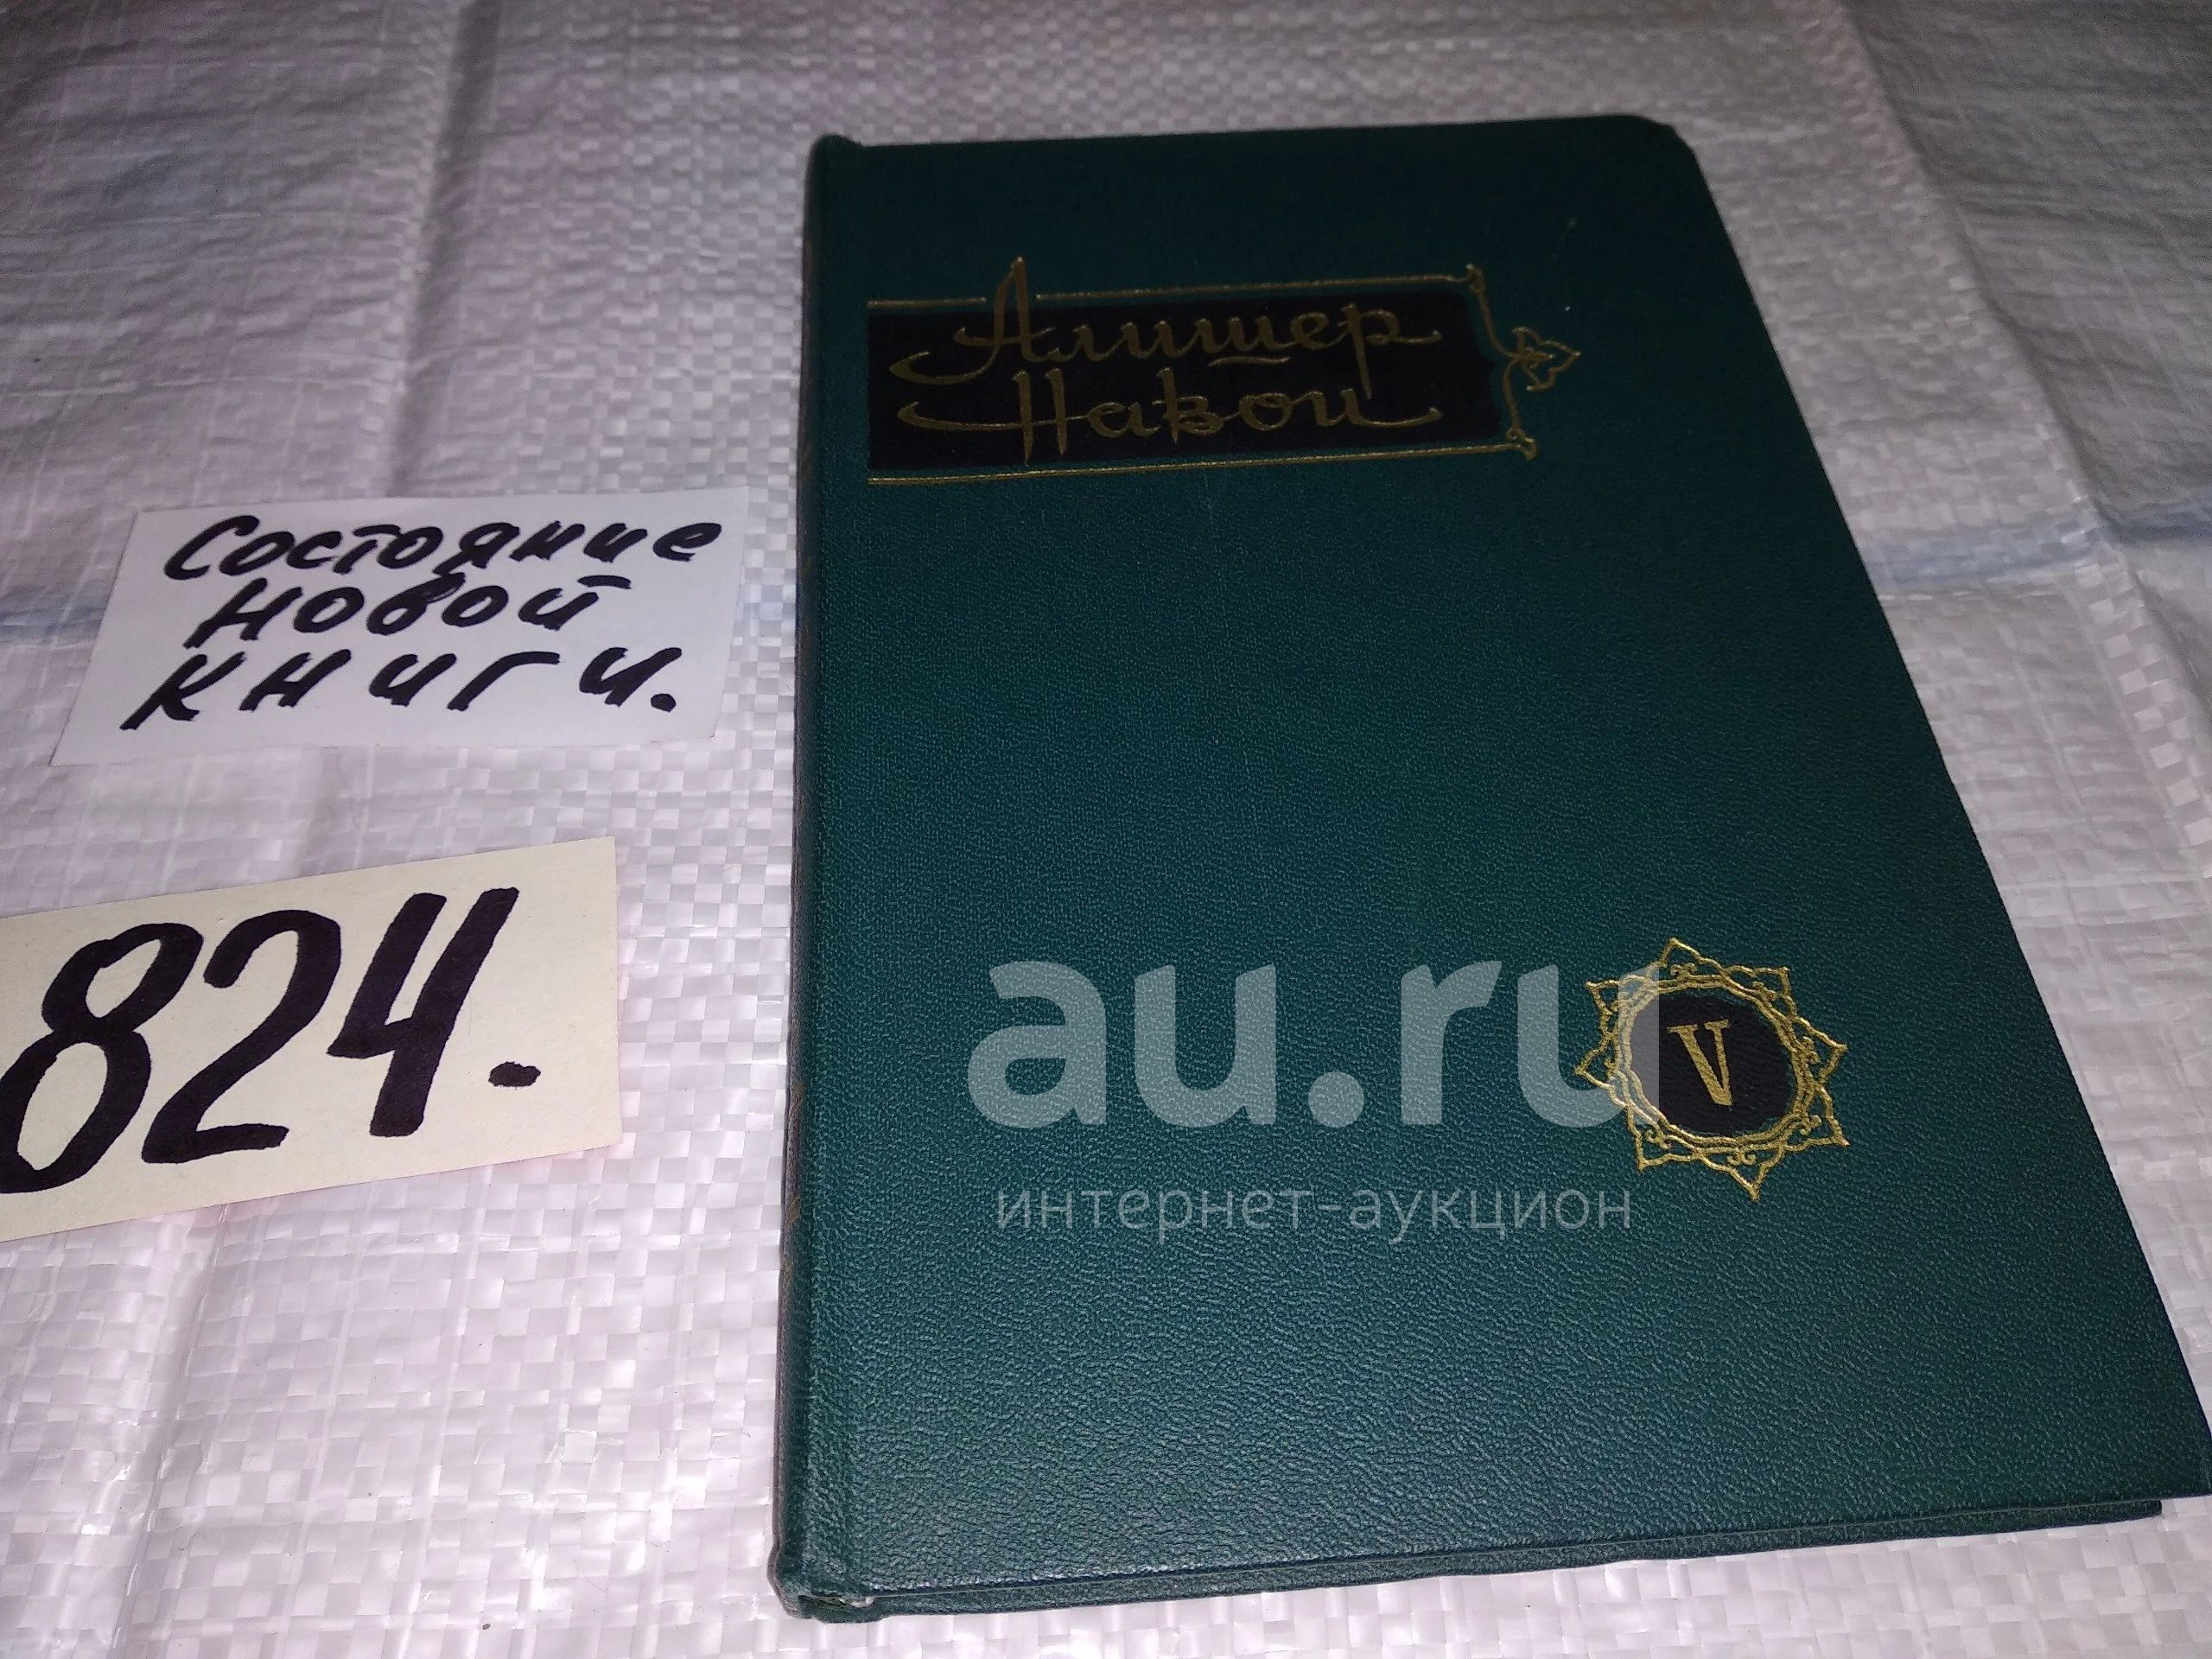 Алишер
Навои
Состояние
новой
книги.
824.
au.ru
интернет-аукцион
V